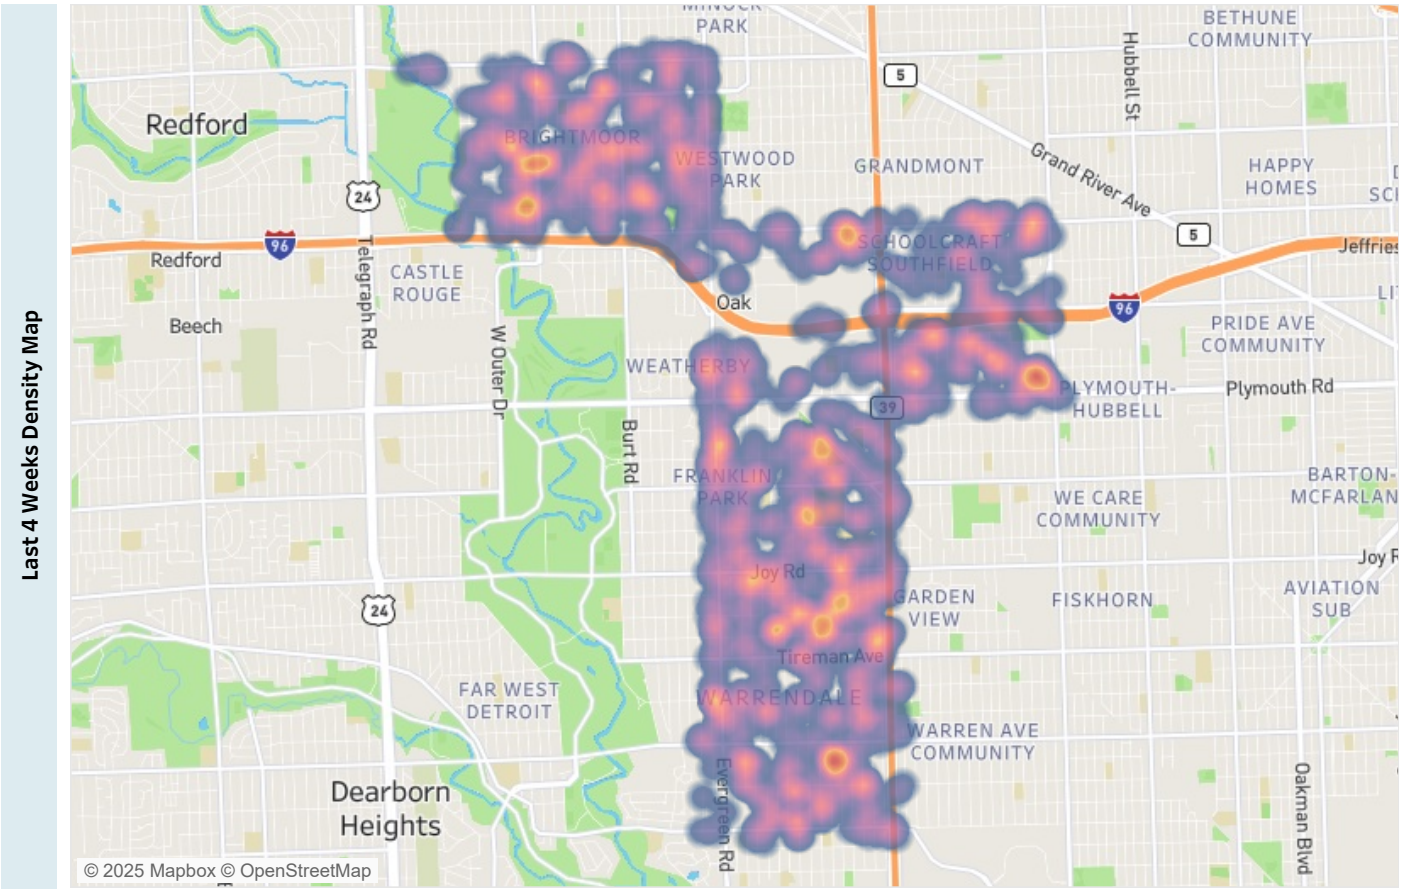 Last 4 Weeks Density Map
MINOCK
PARK
BETHUNE
COMMUNITY
Hubbell St
5
Redford
BRIGHTMOOR
WESTWOOD
PARK
GRANDMONT
Grand River Ave
HAPPY
HOMES
24
5
96
Redford
Telegraph Rd
CASTLE
ROUGE
SCHOOLCRAFT
SOUTHFIELD
Jeffries
Oak
96
Beech
W Outer Dr
PRIDE AVE
COMMUNITY
WEATHERBY
39
PLYMOUTH-
HUBBELL
Plymouth Rd
Burt Rd
FRANKLIN
PARK
WE CARE
COMMUNITY
BARTON-
MCFARLAN
Joy Rd
Joy R
24
GARDEN
VIEW
FISKHORN
AVIATION
SUB
Tireman Ave
FAR WEST
DETROIT
WARRENDALE
WARREN AVE
COMMUNITY
Evergreen Rd
Oakman Blvd
Dearborn
Heights
© 2025 Mapbox © OpenStreetMap